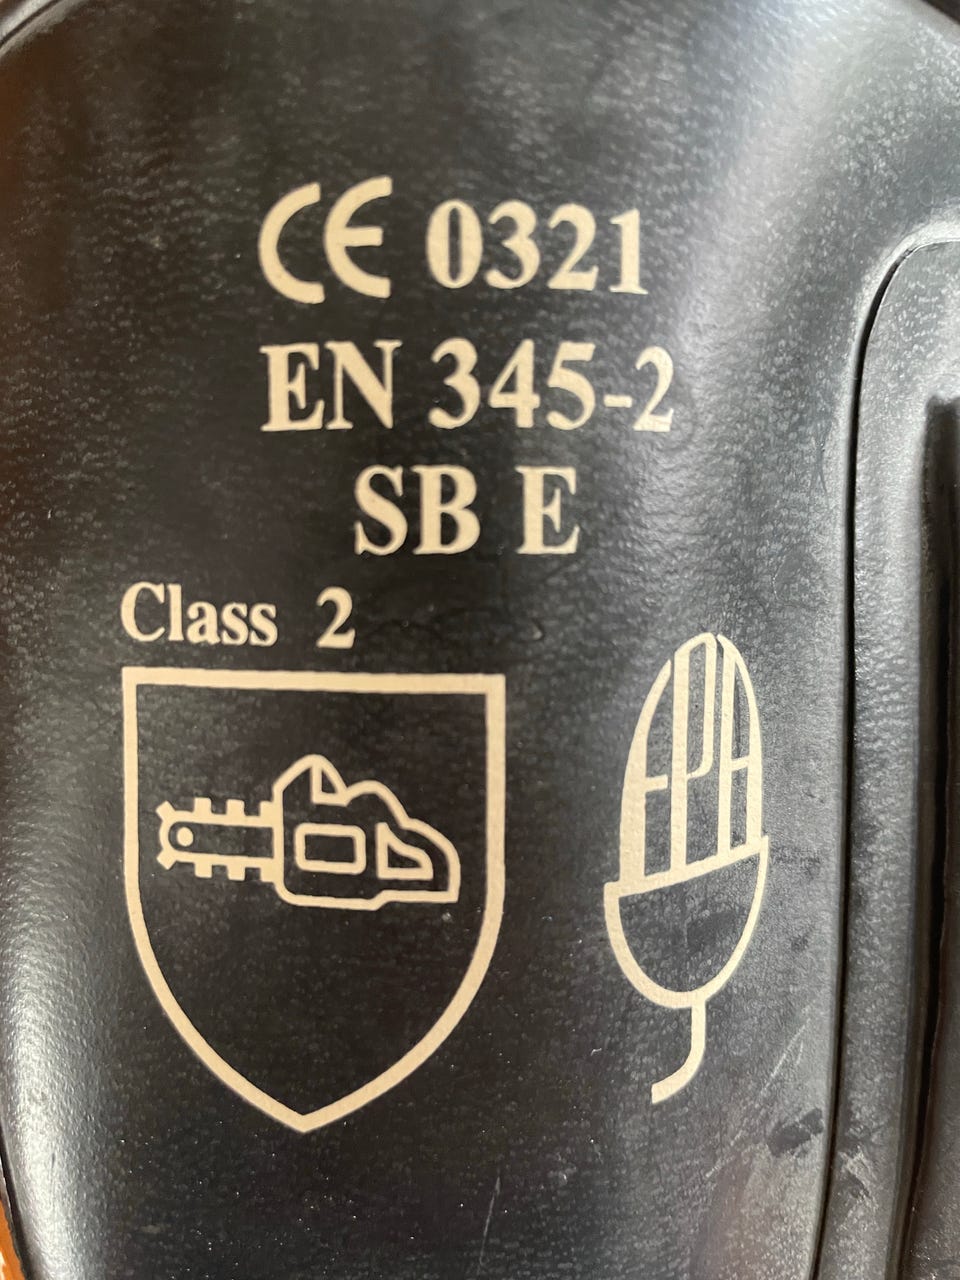 CE 0321
EN 345-2
SB E
Class 2
EPA